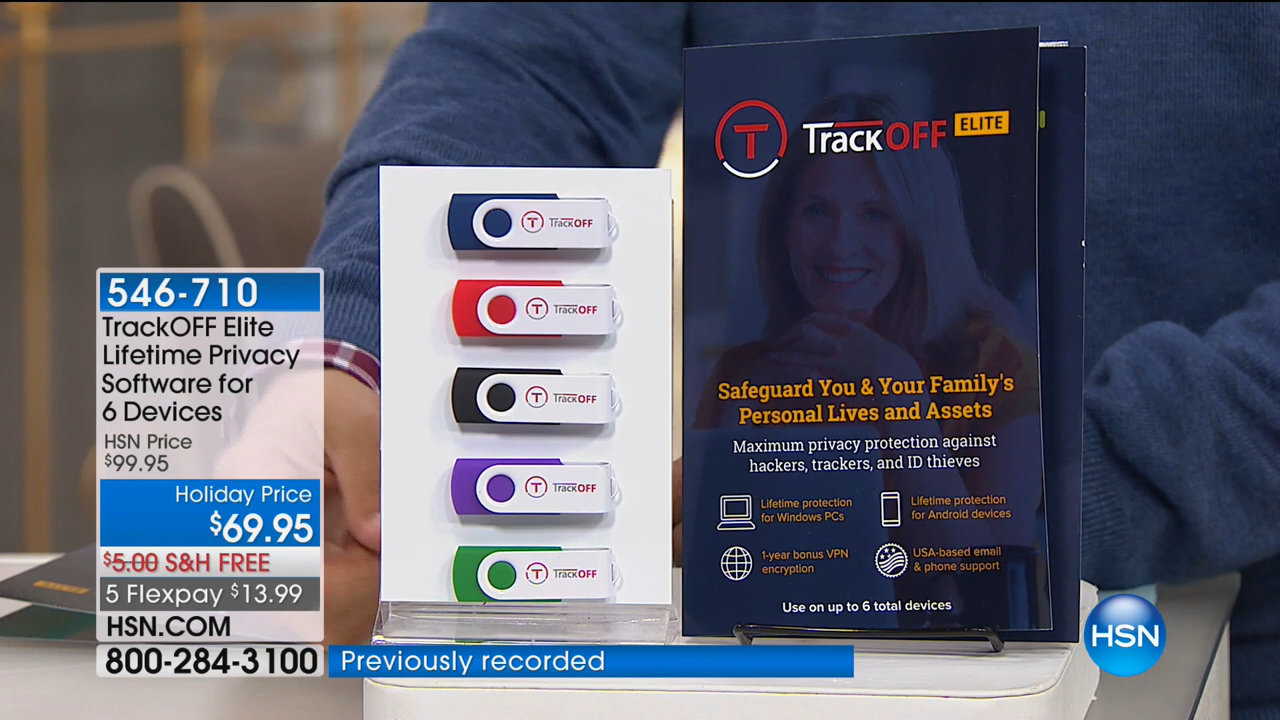 546-710
TrackOFF Elite
Lifetime Privacy
Software for
6 Devices
HSN Price
$99.95
Holiday Price
$69.95
$5.00 S&H FREE
5 Flexpay $13.99
HSN.COM
800-284-3100
Previously recorded
T TrackOFF
T TrackOFF
T TrackOFF
T TrackOFF
T TrackOFF
T TrackOFF ELITE
Safeguard You & Your Family's
Personal Lives and Assets
Maximum privacy protection against
hackers, trackers, and ID thieves
Lifetime protection
for Windows PCs
Lifetime protection
for Android devices
1-year bonus VPN
encryption
USA-based email
& phone support
Use on up to 6 total devices
HSN